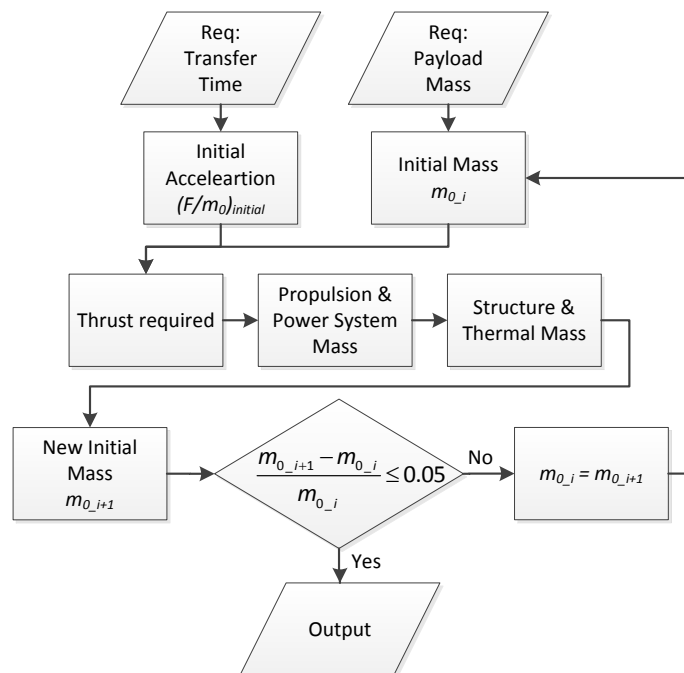 Req:
Transfer
Time
Req:
Payload
Mass
Initial
Acceleartion
(F/m0)initial
Initial Mass
m0_i
Thrust required
Propulsion &
Power System
Mass
Structure &
Thermal Mass
New Initial
Mass
m0_i+1
m0_i+1 − m0_i
m0_i
≤ 0.05
No
m0_i = m0_i+1
Yes
Output